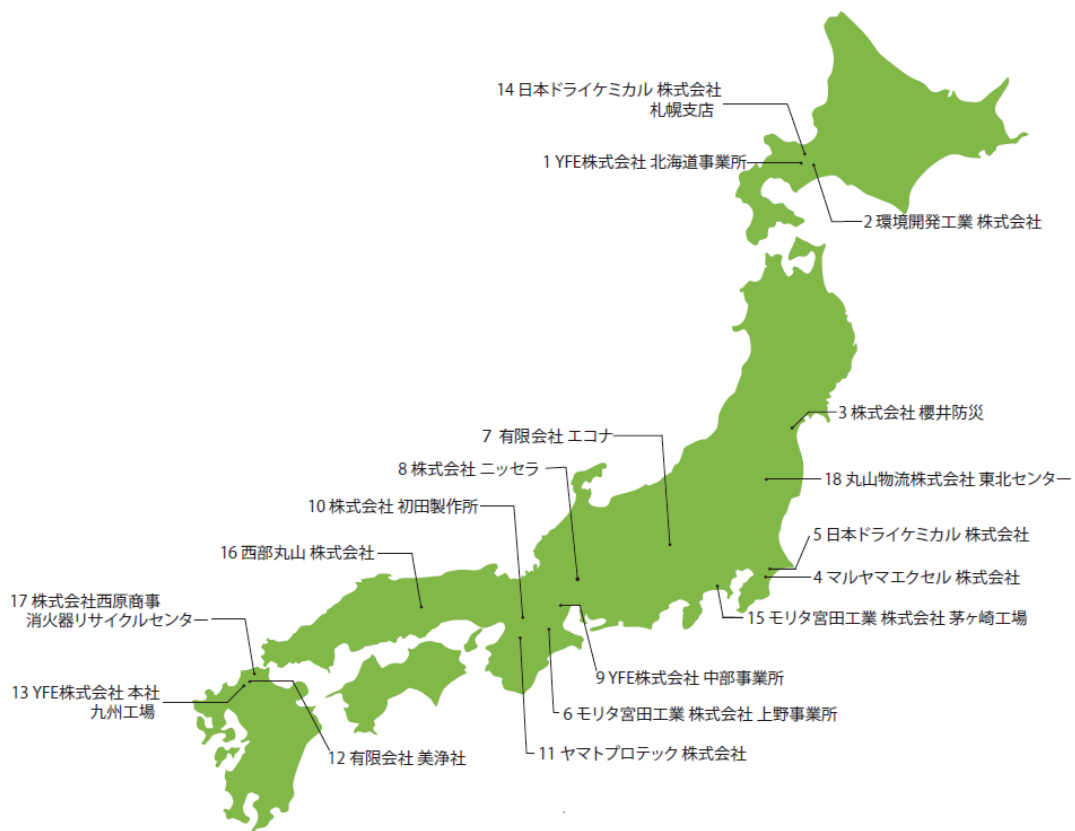 14 日本ドライケミカル 株式会社
札幌支店
1 YFE株式会社 北海道事業所
2 環境開発工業 株式会社
3 株式会社 櫻井防災
7 有限会社 エコナ
8 株式会社 ニッセラ
18 丸山物流株式会社 東北センター
10 株式会社 初田製作所
5 日本ドライケミカル 株式会社
16 西部丸山 株式会社
4 マルヤマエクセル 株式会社
17 株式会社西原商事
消火器リサイクルセンター
15 モリタ宮田工業 株式会社 茅ヶ崎工場
9 YFE株式会社 中部事業所
13 YFE株式会社 本社
九州工場
6 モリタ宮田工業 株式会社 上野事業所
11 ヤマトプロテック 株式会社
12 有限会社 美浄社